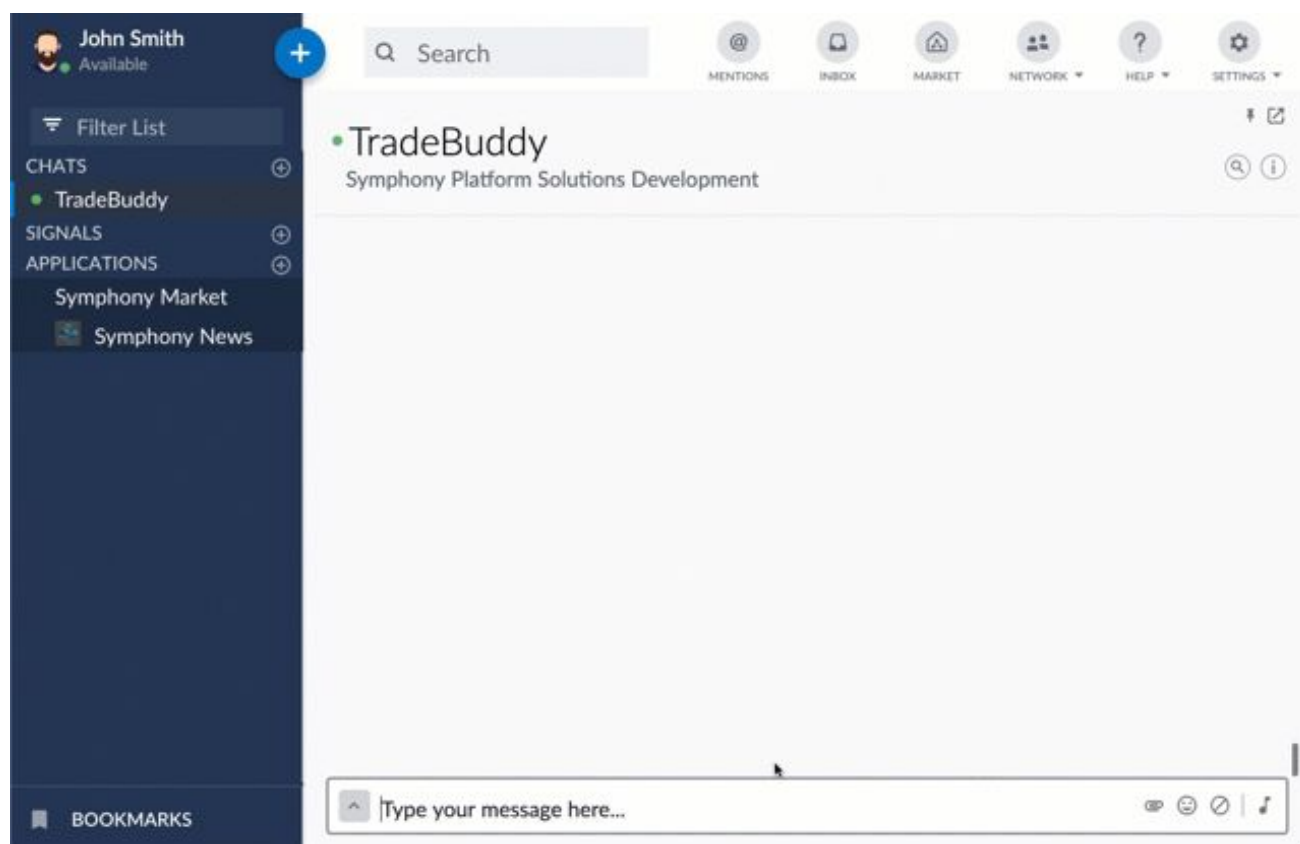 John Smith
Available
Filter List
CHATS
TradeBuddy
SIGNALS
APPLICATIONS
Symphony Market
Symphony News
BOOKMARKS
Search
MENTIONS
INBOX
MARKET
NETWORK
HELP
SETTINGS
TradeBuddy
Symphony Platform Solutions Development
Type your message here...